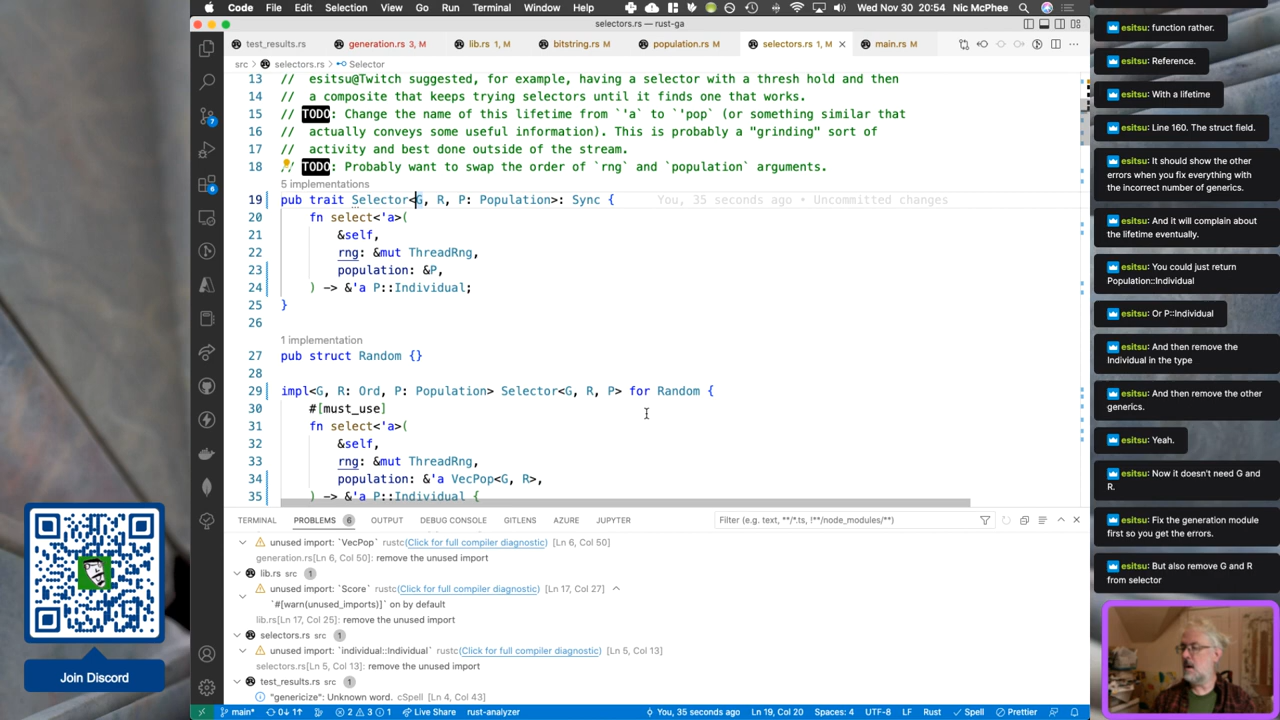 Code File Edit Selection View Go Run Terminal Window Help Wed Nov 30 20:54 Nic McPhee
selectors.rs — rust-ga
test_results.rs generation.rs 3, M lib.rs 1, M bitstring.rs M population.rs M selectors.rs 1, M main.rs M
src > selectors.rs > Selector
13 // esitsu@Twitch suggested, for example, having a selector with a thresh hold and then
14 // a composite that keeps trying selectors until it finds one that works.
15 // TODO: Change the name of this lifetime from `'a` to `'pop` (or something similar that
16 // actually conveys some useful information). This is probably a "grinding" sort of
17 // activity and best done outside of the stream.
18 // TODO: Probably want to swap the order of `rng` and `population` arguments.
5 implementations
19 pub trait Selector<G, R, P: Population>: Sync { You, 35 seconds ago • Uncommitted changes
20 fn select<'a>(
21 &self,
22 rng: &mut ThreadRng,
23 population: &P,
24 ) -> &'a P::Individual;
25 }
26
1 implementation
27 pub struct Random {}
28
29 impl<G, R: Ord, P: Population> Selector<G, R, P> for Random {
30 #[must_use]
31 fn select<'a>(
32 &self,
33 rng: &mut ThreadRng,
34 population: &'a VecPop<G, R>,
35 ) -> &'a P::Individual {
TERMINAL PROBLEMS 6 OUTPUT DEBUG CONSOLE GITLENS AZURE JUPYTER Filter (e.g. text, **/*.ts, !**/node_modules/**)
unused import: `VecPop` rustc(Click for full compiler diagnostic) [Ln 6, Col 50]
generation.rs[Ln 6, Col 50]: remove the unused import
lib.rs src 1
unused import: `Score` rustc(Click for full compiler diagnostic) [Ln 17, Col 27]
`#[warn(unused_imports)]` on by default
lib.rs[Ln 17, Col 25]: remove the unused import
selectors.rs src 1
unused import: `individual::Individual` rustc(Click for full compiler diagnostic) [Ln 5, Col 13]
selectors.rs[Ln 5, Col 13]: remove the unused import
test_results.rs src 1
"genericize": Unknown word. cSpell [Ln 4, Col 43]
main* 0↓ 1↑ 2 3 1 Live Share rust-analyzer You, 35 seconds ago Ln 19, Col 20 Spaces: 4 UTF-8 LF Rust Spell Prettier
7
6
Join Discord
function rather.
esitsu: Reference.
esitsu: With a lifetime
esitsu: Line 160. The struct field.
esitsu: It should show the other
errors when you fix everything with
the incorrect number of generics.
esitsu: And it will complain about
the lifetime eventually.
esitsu: You could just return
Population::Individual
esitsu: Or P::Individual
esitsu: And then remove the
Individual in the type
esitsu: And then remove the other
generics.
esitsu: Yeah.
esitsu: Now it doesn't need G and
R.
esitsu: Fix the generation module
first so you get the errors.
esitsu: But also remove G and R
from selector